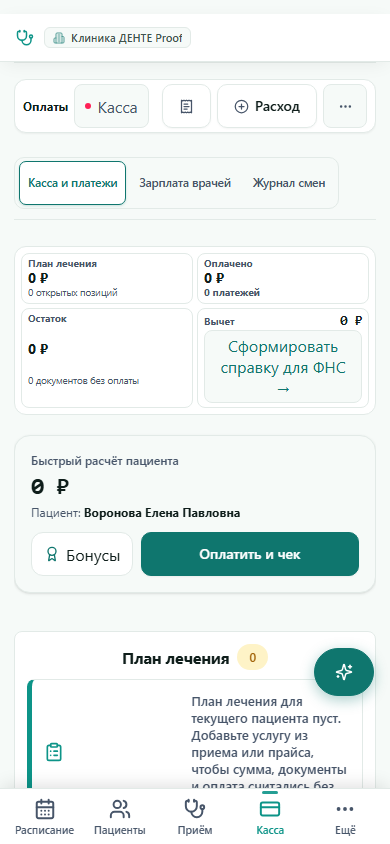 Клиника ДЕНТЕ Proof
Оплаты
Касса
Расход
Касса и платежи
Зарплата врачей
Журнал смен
План лечения
0 ₽
0 открытых позиций
Оплачено
0 ₽
0 платежей
Остаток
0 ₽
0 документов без оплаты
Вычет
0 ₽
Сформировать
справку для ФНС
→
Быстрый расчёт пациента
0 ₽
Пациент: Воронова Елена Павловна
Бонусы
Оплатить и чек
План лечения
0
План лечения для
текущего пациента пуст.
Добавьте услугу из
приема или прайса,
чтобы сумма, документы
и оплата считались без
Расписание
Пациенты
Приём
Касса
Ещё